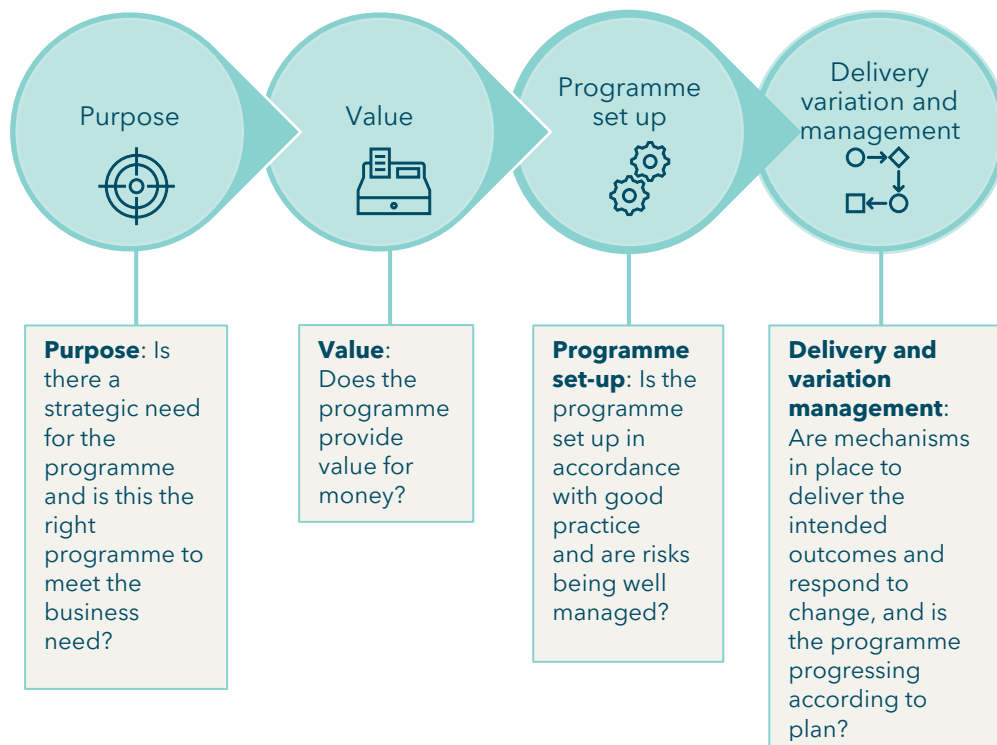 Purpose
Value
Programme
set up
Delivery
variation and
management
Purpose: Is
there a
strategic need
for the
programme
and is this the
right
programme to
meet the
business
need?
Value:
Does the
programme
provide
value for
money?
Programme
set-up: Is the
programme
set up in
accordance
with good
practice
and are risks
being well
managed?
Delivery and
variation
management:
Are mechanisms
in place to
deliver the
intended
outcomes and
respond to
change, and is
the programme
progressing
according to
plan?